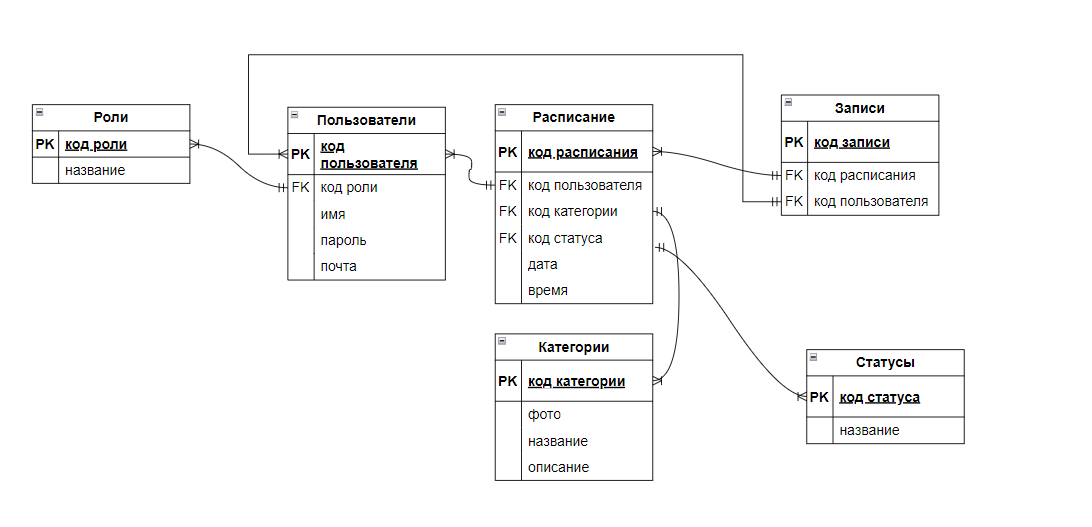 Роли
PK код роли
название
Пользователи
PK код
пользователя
FK код роли
имя
пароль
почта
Расписание
PK код расписания
FK код пользователя
FK код категории
FK код статуса
дата
время
Записи
PK код записи
FK код расписания
FK код пользователя
Категории
PK код категории
фото
название
описание
Статусы
PK код статуса
название